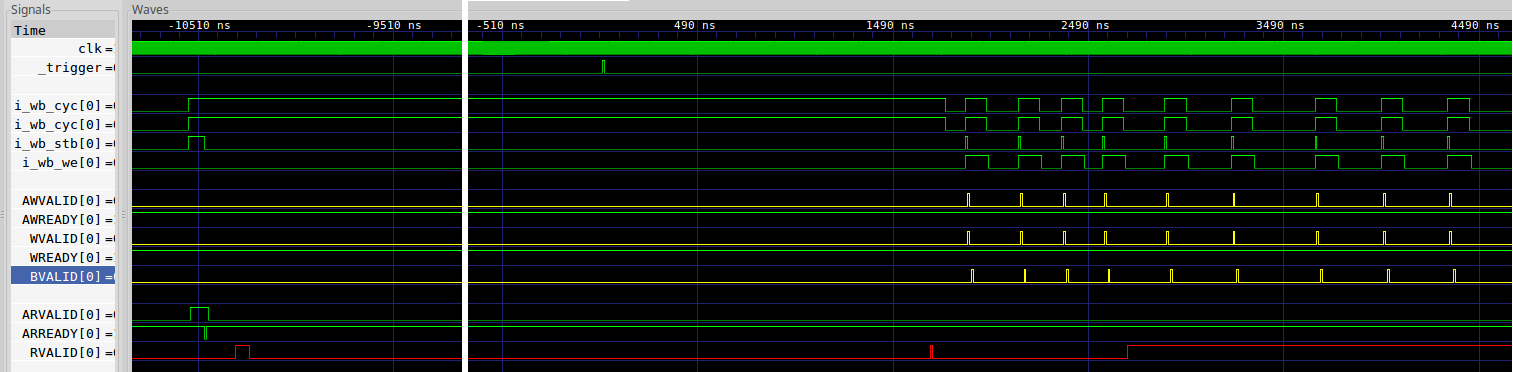 Signals
Waves
Time
-10510 ns
-9510 ns
-510 ns
490 ns
1490 ns
2490 ns
3490 ns
4490 ns
clk=
_trigger=
i_wb_cyc[0]=
i_wb_cyc[0]=
i_wb_stb[0]=
i_wb_we[0]=
AWVALID[0]=
AWREADY[0]=
WVALID[0]=
WREADY[0]=
BVALID[0]=
ARVALID[0]=
ARREADY[0]=
RVALID[0]=